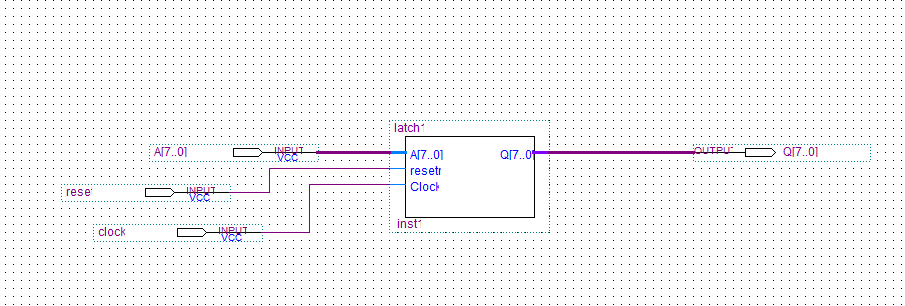 latch1
A[7..0] INPUT VCC A[7..0] Q[7..0] OUTPUT Q[7..0]
reset INPUT VCC resetn
clock INPUT VCC Clock
inst1